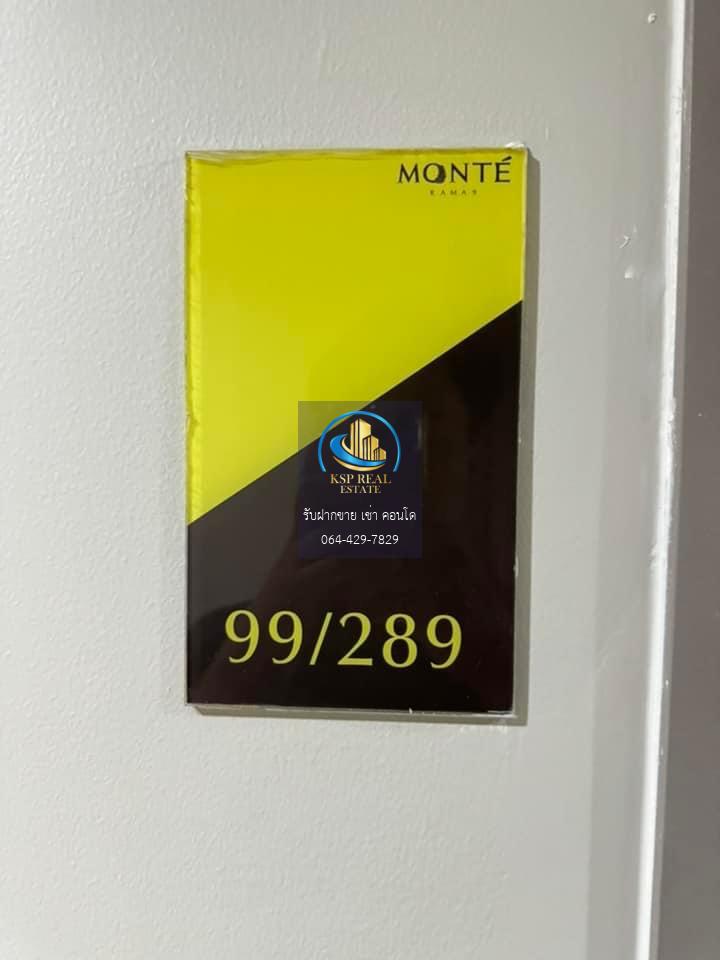 MONTÉ
RAMA 9
KSP REAL
ESTATE
รับฝากขาย เช่า คอนโด
064-429-7829
99/289